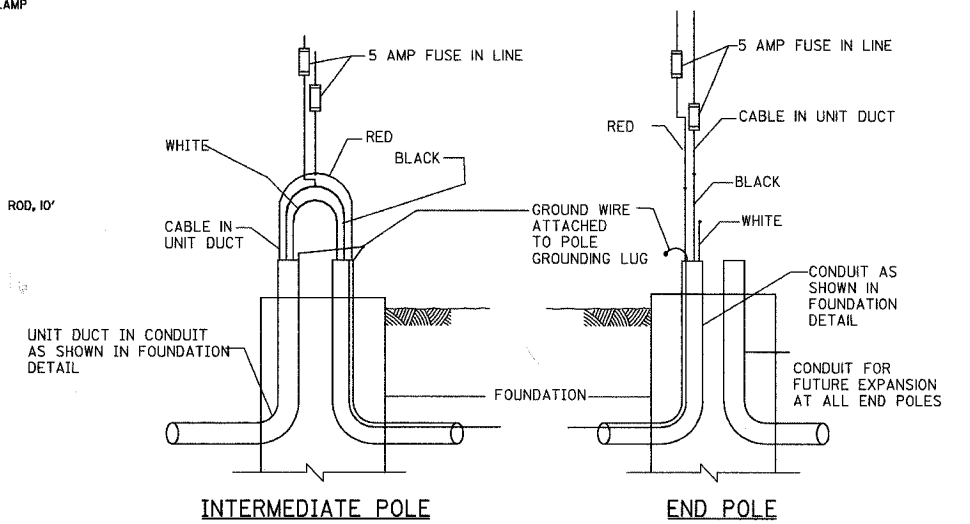 LAMP
5 AMP FUSE IN LINE
WHITE
RED
BLACK
ROD, 10'
CABLE IN
UNIT DUCT
UNIT DUCT IN CONDUIT
AS SHOWN IN FOUNDATION
DETAIL
GROUND WIRE
ATTACHED
TO POLE
GROUNDING LUG
FOUNDATION
INTERMEDIATE POLE
5 AMP FUSE IN LINE
RED
CABLE IN UNIT DUCT
BLACK
WHITE
CONDUIT AS
SHOWN IN
FOUNDATION
DETAIL
CONDUIT FOR
FUTURE EXPANSION
AT ALL END POLES
END POLE